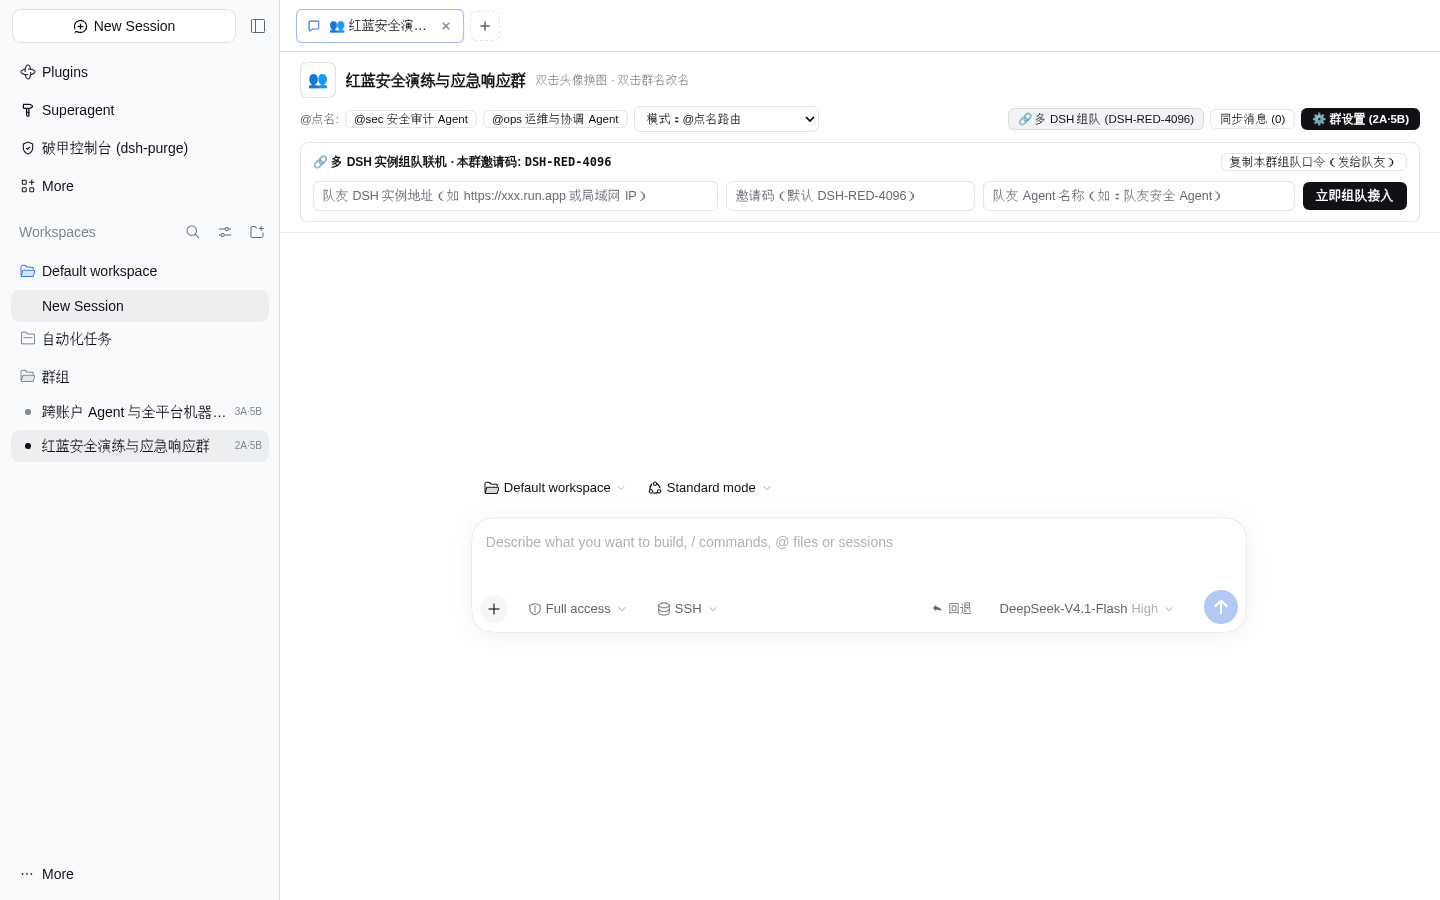 New Session
Plugins
Superagent
破甲控制台 (dsh-purge)
More
Workspaces
Default workspace
New Session
自动化任务
群组
跨账户 Agent 与全平台机器… 3A·5B
红蓝安全演练与应急响应群 2A·5B
More
👥 红蓝安全演… ×
👥 红蓝安全演练与应急响应群 双击头像换图 · 双击群名改名
@点名: @sec 安全审计 Agent @ops 运维与协调 Agent 模式：@点名路由 🔗 多 DSH 组队 (DSH-RED-4096) 同步消息 (0) ⚙️ 群设置 (2A·5B)
🔗 多 DSH 实例组队联机 · 本群邀请码: DSH-RED-4096 复制本群组队口令（发给队友）
队友 DSH 实例地址（如 https://xxx.run.app 或局域网 IP） 邀请码（默认 DSH-RED-4096） 队友 Agent 名称（如：队友安全 Agent） 立即组队接入
Default workspace Standard mode
Describe what you want to build, / commands, @ files or sessions
Full access SSH 回退 DeepSeek-V4.1-Flash High